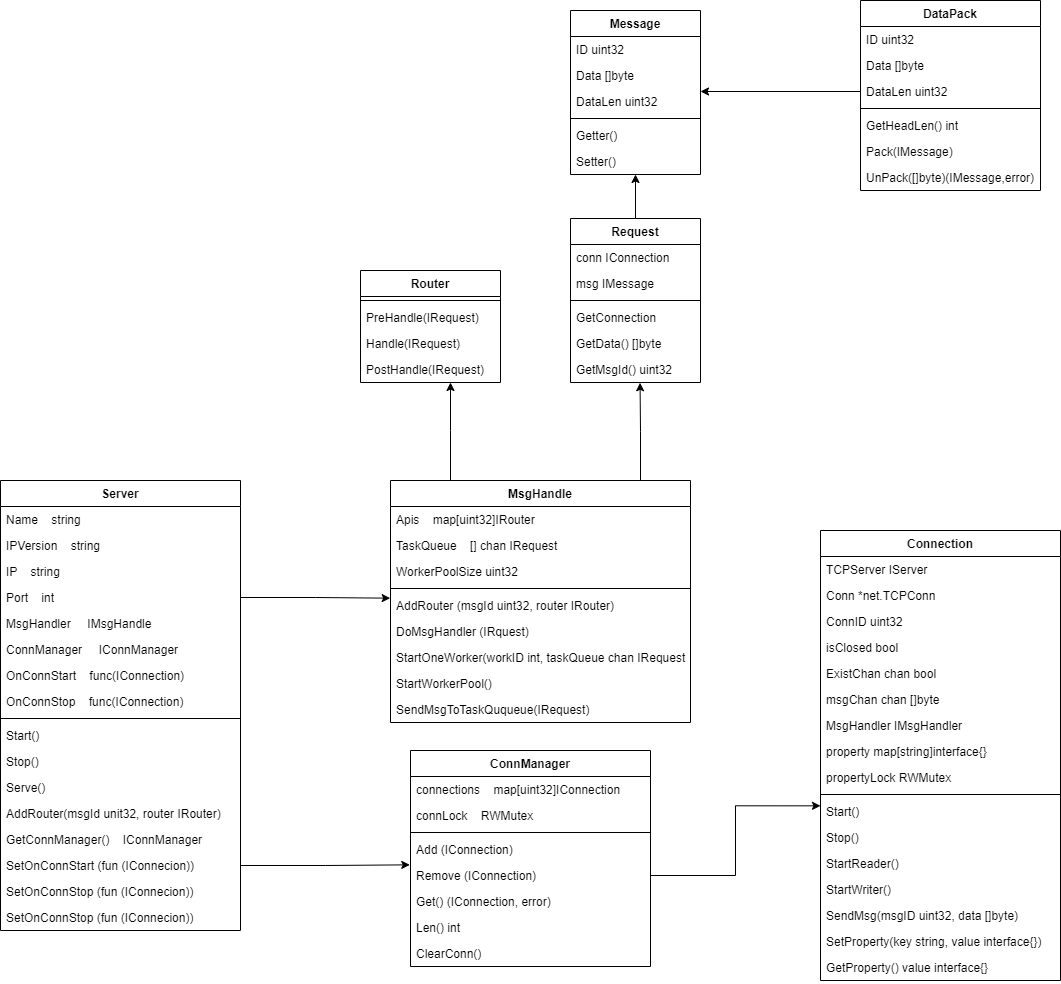 Message
ID uint32
Data []byte
DataLen uint32
Getter()
Setter()
DataPack
ID uint32
Data []byte
DataLen uint32
GetHeadLen() int
Pack(IMessage)
UnPack([]byte)(IMessage,error)
Request
conn IConnection
msg IMessage
GetConnection
GetData() []byte
GetMsgId() uint32
Router
PreHandle(IRequest)
Handle(IRequest)
PostHandle(IRequest)
Server
Name string
IPVersion string
IP string
Port int
MsgHandler IMsgHandle
ConnManager IConnManager
OnConnStart func(IConnection)
OnConnStop func(IConnection)
Start()
Stop()
Serve()
AddRouter(msgId unit32, router IRouter)
GetConnManager() IConnManager
SetOnConnStart (fun (IConnecion))
SetOnConnStop (fun (IConnecion))
SetOnConnStop (fun (IConnecion))
MsgHandle
Apis map[uint32]IRouter
TaskQueue [] chan IRequest
WorkerPoolSize uint32
AddRouter (msgId uint32, router IRouter)
DoMsgHandler (IRquest)
StartOneWorker(workID int, taskQueue chan IRequest
StartWorkerPool()
SendMsgToTaskQuqueue(IRequest)
ConnManager
connections map[uint32]IConnection
connLock RWMutex
Add (IConnection)
Remove (IConnection)
Get() (IConnection, error)
Len() int
ClearConn()
Connection
TCPServer IServer
Conn *net.TCPConn
ConnID uint32
isClosed bool
ExistChan chan bool
msgChan chan []byte
MsgHandler IMsgHandler
property map[string]interface{}
propertyLock RWMutex
Start()
Stop()
StartReader()
StartWriter()
SendMsg(msgID uint32, data []byte)
SetProperty(key string, value interface{})
GetProperty() value interface{}